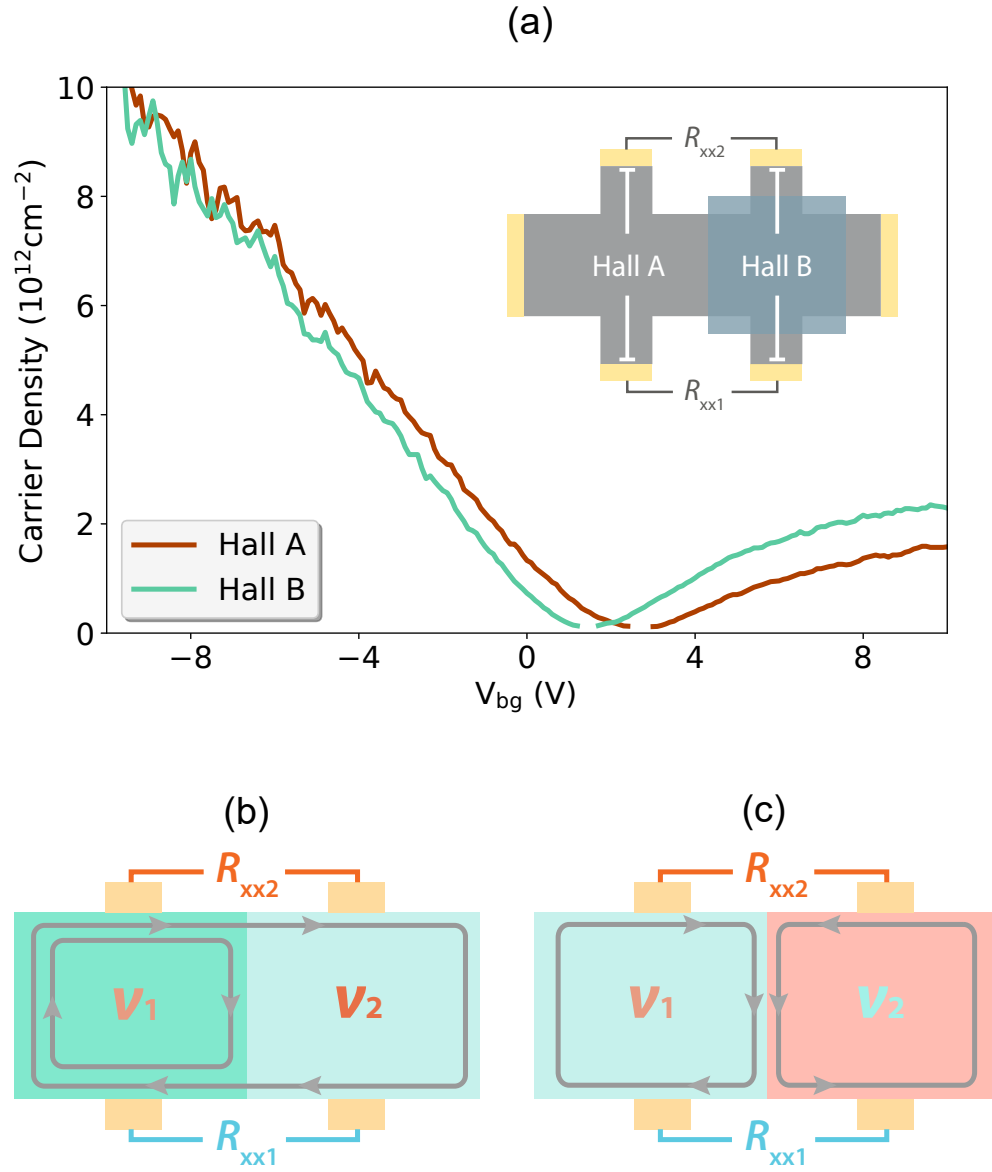 (a)
10
8
6
4
2
0
Carrier Density (10¹²cm⁻²)
R_xx2
Hall A
Hall B
R_xx1
Hall A
Hall B
−8
−4
0
4
8
V_bg (V)
(b)
(c)
R_xx2
R_xx2
ν₁
ν₂
ν₁
ν₂
R_xx1
R_xx1